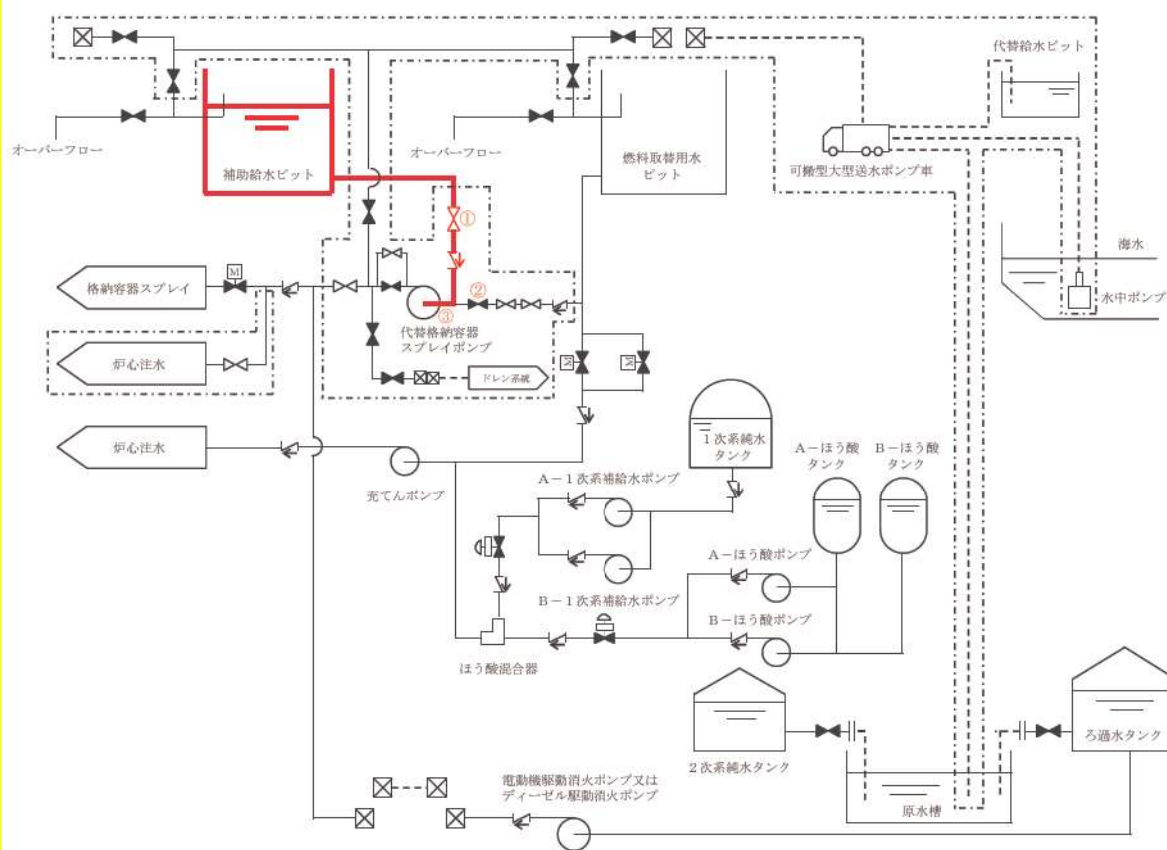 代替給水ピット
オーバーフロー
補助給水ピット
オーバーフロー
燃料取替用水
ピット
可搬型大型送水ポンプ車
海水
水中ポンプ
①
M
格納容器スプレイ
②
③
代替格納容器
スプレイポンプ
炉心注水
M
M
ドレン系統
炉心注水
充てんポンプ
1次系純水
タンク
A-ほう酸
タンク
B-ほう酸
タンク
A-1次系補給水ポンプ
A-ほう酸ポンプ
B-1次系補給水ポンプ
B-ほう酸ポンプ
ほう酸混合器
2次系純水タンク
ろ過水タンク
電動機駆動消火ポンプ又は
ディーゼル駆動消火ポンプ
原水槽